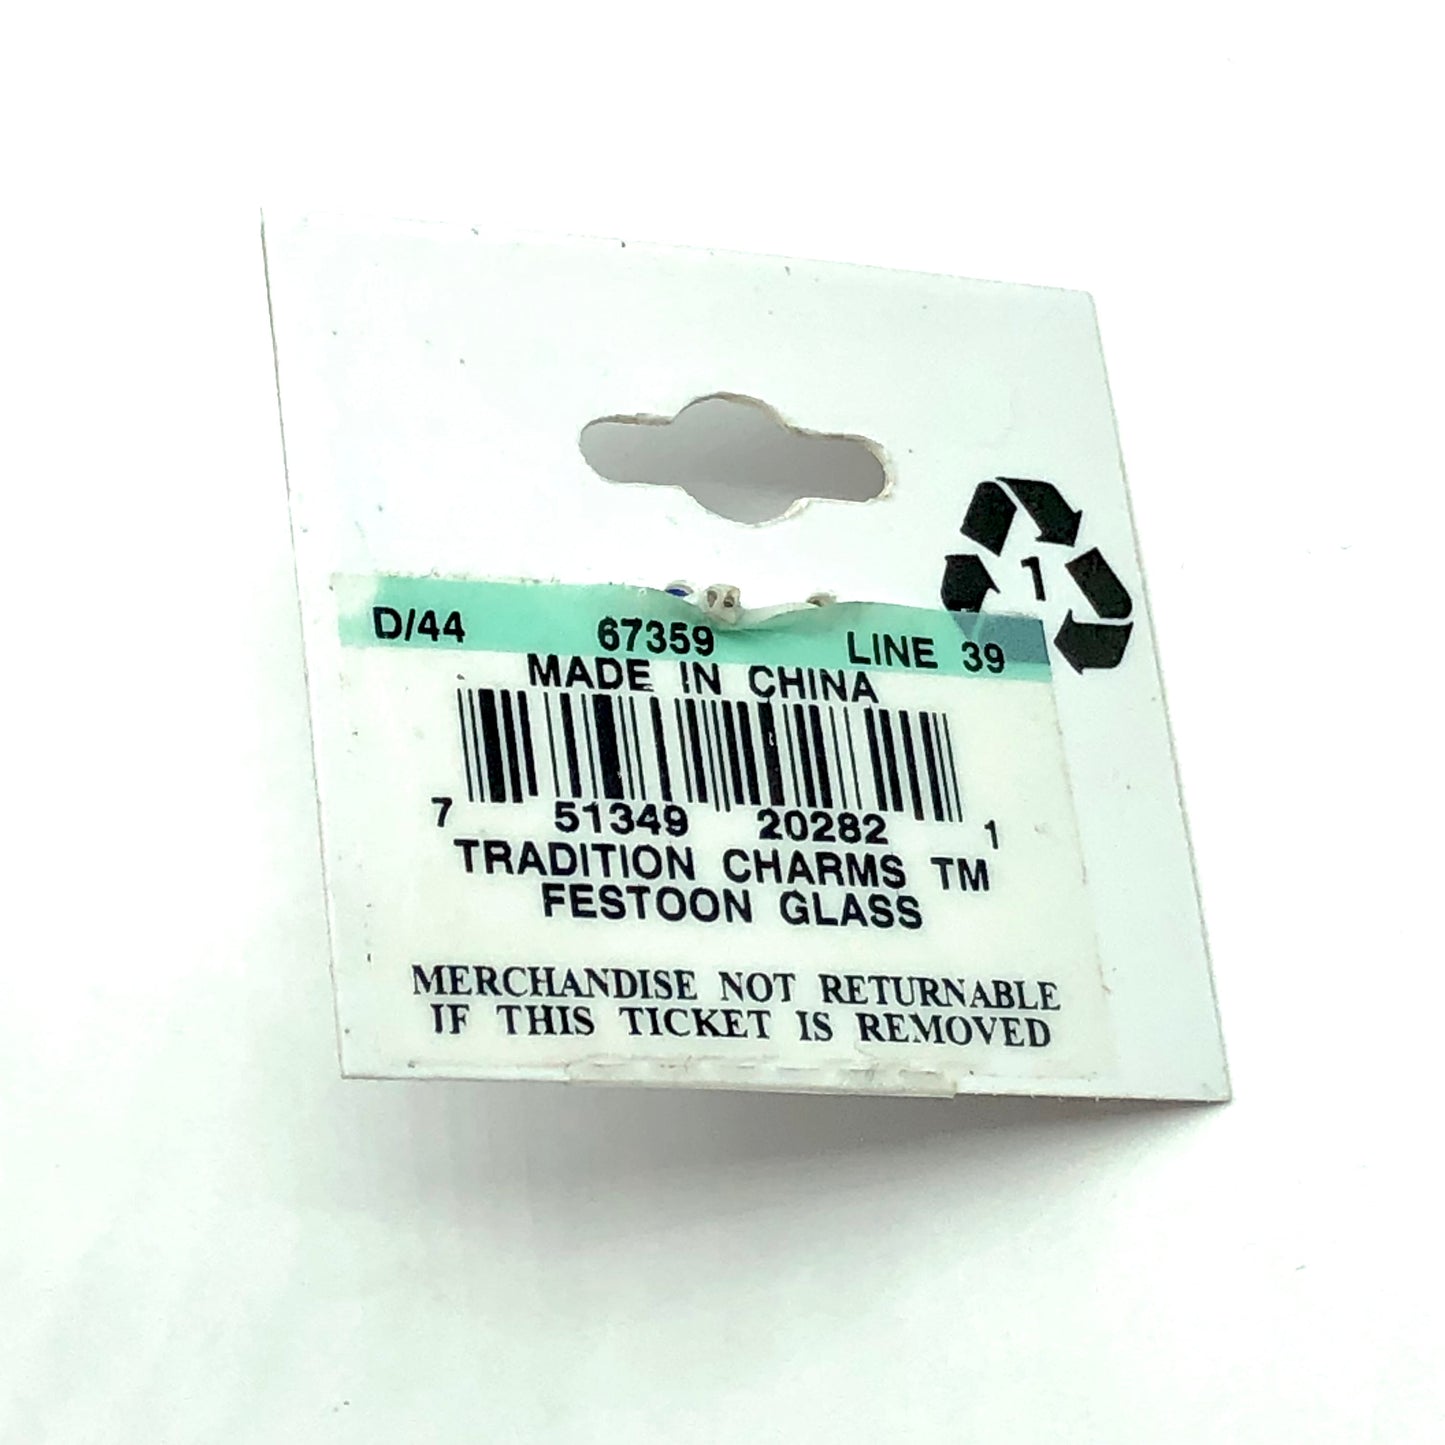 1
D/44 67359 LINE 39
MADE IN CHINA
7 51349 20282 1
TRADITION CHARMS TM
FESTOON GLASS
MERCHANDISE NOT RETURNABLE
IF THIS TICKET IS REMOVED